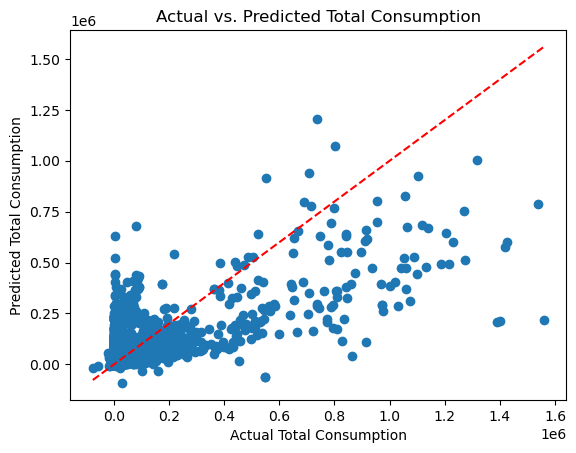 Actual vs. Predicted Total Consumption
1e6
1.50
1.25
1.00
0.75
0.50
0.25
0.00
Predicted Total Consumption
0.0 0.2 0.4 0.6 0.8 1.0 1.2 1.4 1.6
Actual Total Consumption
1e6